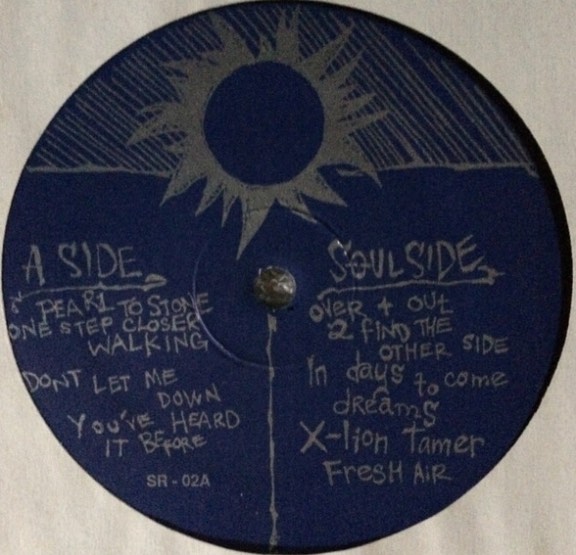 A SIDE
PEARL TO STONE
ONE STEP CLOSER
WALKING
DONT LET ME
DOWN
YOU'VE HEARD
IT BEFORE
SR - 02A
SOULSIDE
OVER + OUT
2 FIND THE
OTHER SIDE
In days to come
dreams
X-lion tamer
FresH AiR